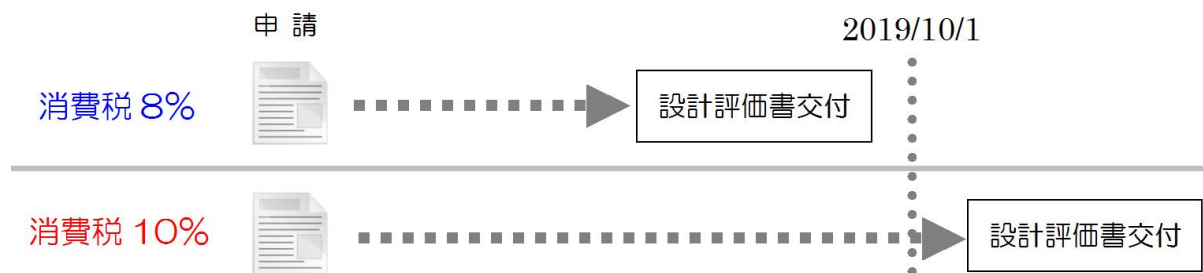 申 請
2019/10/1
消費税 8%
設計評価書交付
消費税 10%
設計評価書交付